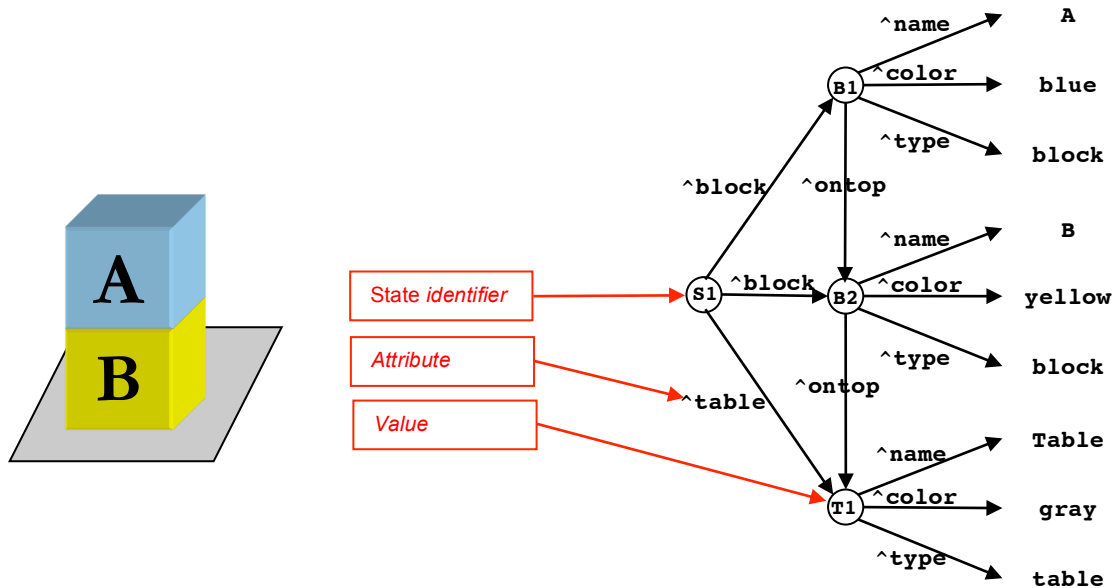 A
B
State identifier
Attribute
Value
S1
^block
^block
^table
B1
^name
A
^color
blue
^type
block
^ontop
B2
^name
B
^color
yellow
^type
block
^ontop
T1
^name
Table
^color
gray
^type
table